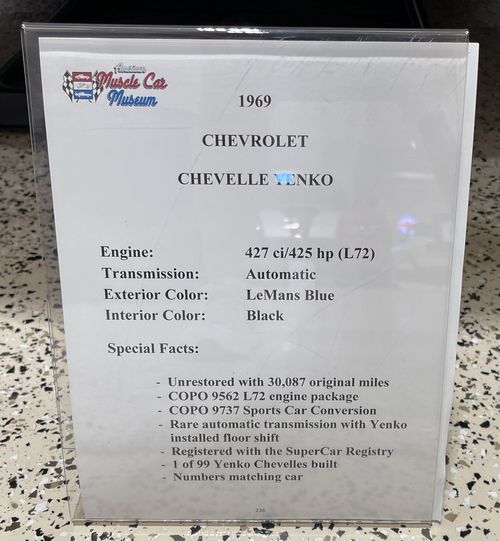 American
Muscle Car
Museum
1969
CHEVROLET
CHEVELLE YENKO
Engine: 427 ci/425 hp (L72)
Transmission: Automatic
Exterior Color: LeMans Blue
Interior Color: Black
Special Facts:
- Unrestored with 30,087 original miles
- COPO 9562 L72 engine package
- COPO 9737 Sports Car Conversion
- Rare automatic transmission with Yenko
installed floor shift
- Registered with the SuperCar Registry
- 1 of 99 Yenko Chevelles built
- Numbers matching car
236